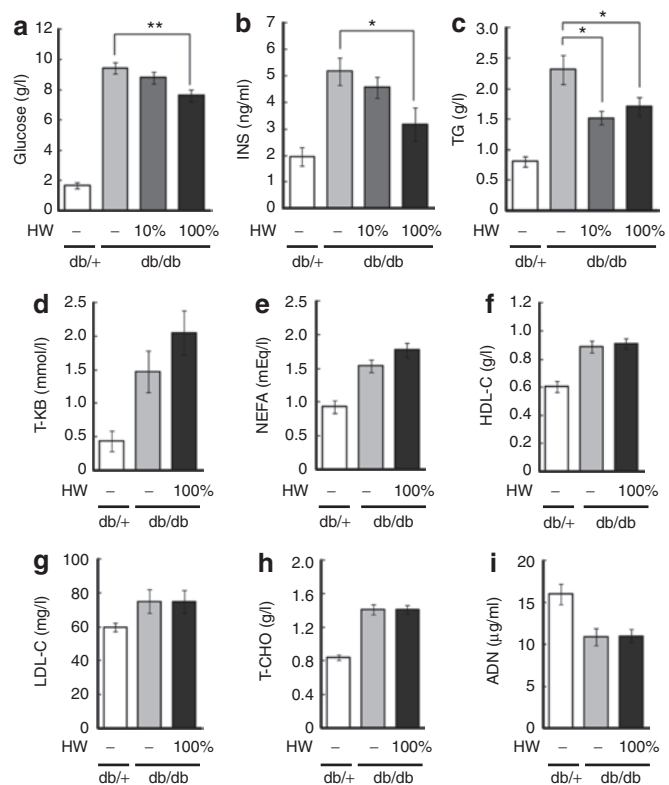 a
Glucose (g/l)
12
10
8
6
4
2
0
**
HW – – 10% 100%
db/+ db/db
b
INS (ng/ml)
7
6
5
4
3
2
1
0
*
HW – – 10% 100%
db/+ db/db
c
TG (g/l)
3.0
2.5
2.0
1.5
1.0
0.5
0
*
*
HW – – 10% 100%
db/+ db/db
d
T-KB (mmol/l)
2.5
2.0
1.5
1.0
0.5
0
HW – – 100%
db/+ db/db
e
NEFA (mEq/l)
2.5
2.0
1.5
1.0
0.5
0
HW – – 100%
db/+ db/db
f
HDL-C (g/l)
1.2
1.0
0.8
0.6
0.4
0.2
0
HW – – 100%
db/+ db/db
g
LDL-C (mg/l)
100
80
60
40
20
0
HW – – 100%
db/+ db/db
h
T-CHO (g/l)
1.6
1.2
0.8
0.4
0
HW – – 100%
db/+ db/db
i
ADN (μg/ml)
20
15
10
5
0
HW – – 100%
db/+ db/db